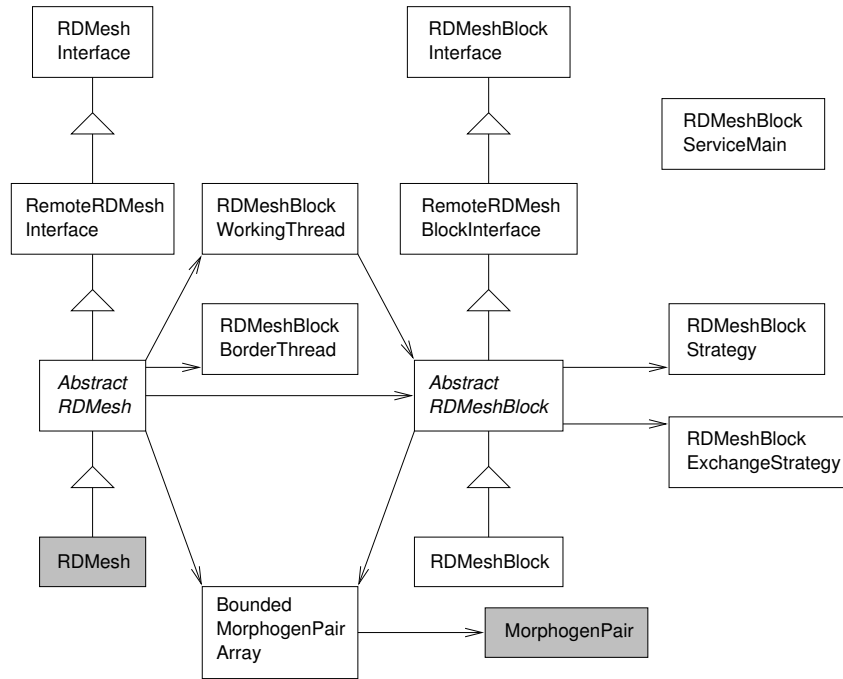 RDMesh
Interface
RDMeshBlock
Interface
RDMeshBlock
ServiceMain
RemoteRDMesh
Interface
RDMeshBlock
WorkingThread
RemoteRDMesh
BlockInterface
RDMeshBlock
BorderThread
RDMeshBlock
Strategy
Abstract
RDMesh
Abstract
RDMeshBlock
RDMeshBlock
ExchangeStrategy
RDMesh
RDMeshBlock
Bounded
MorphogenPair
Array
MorphogenPair